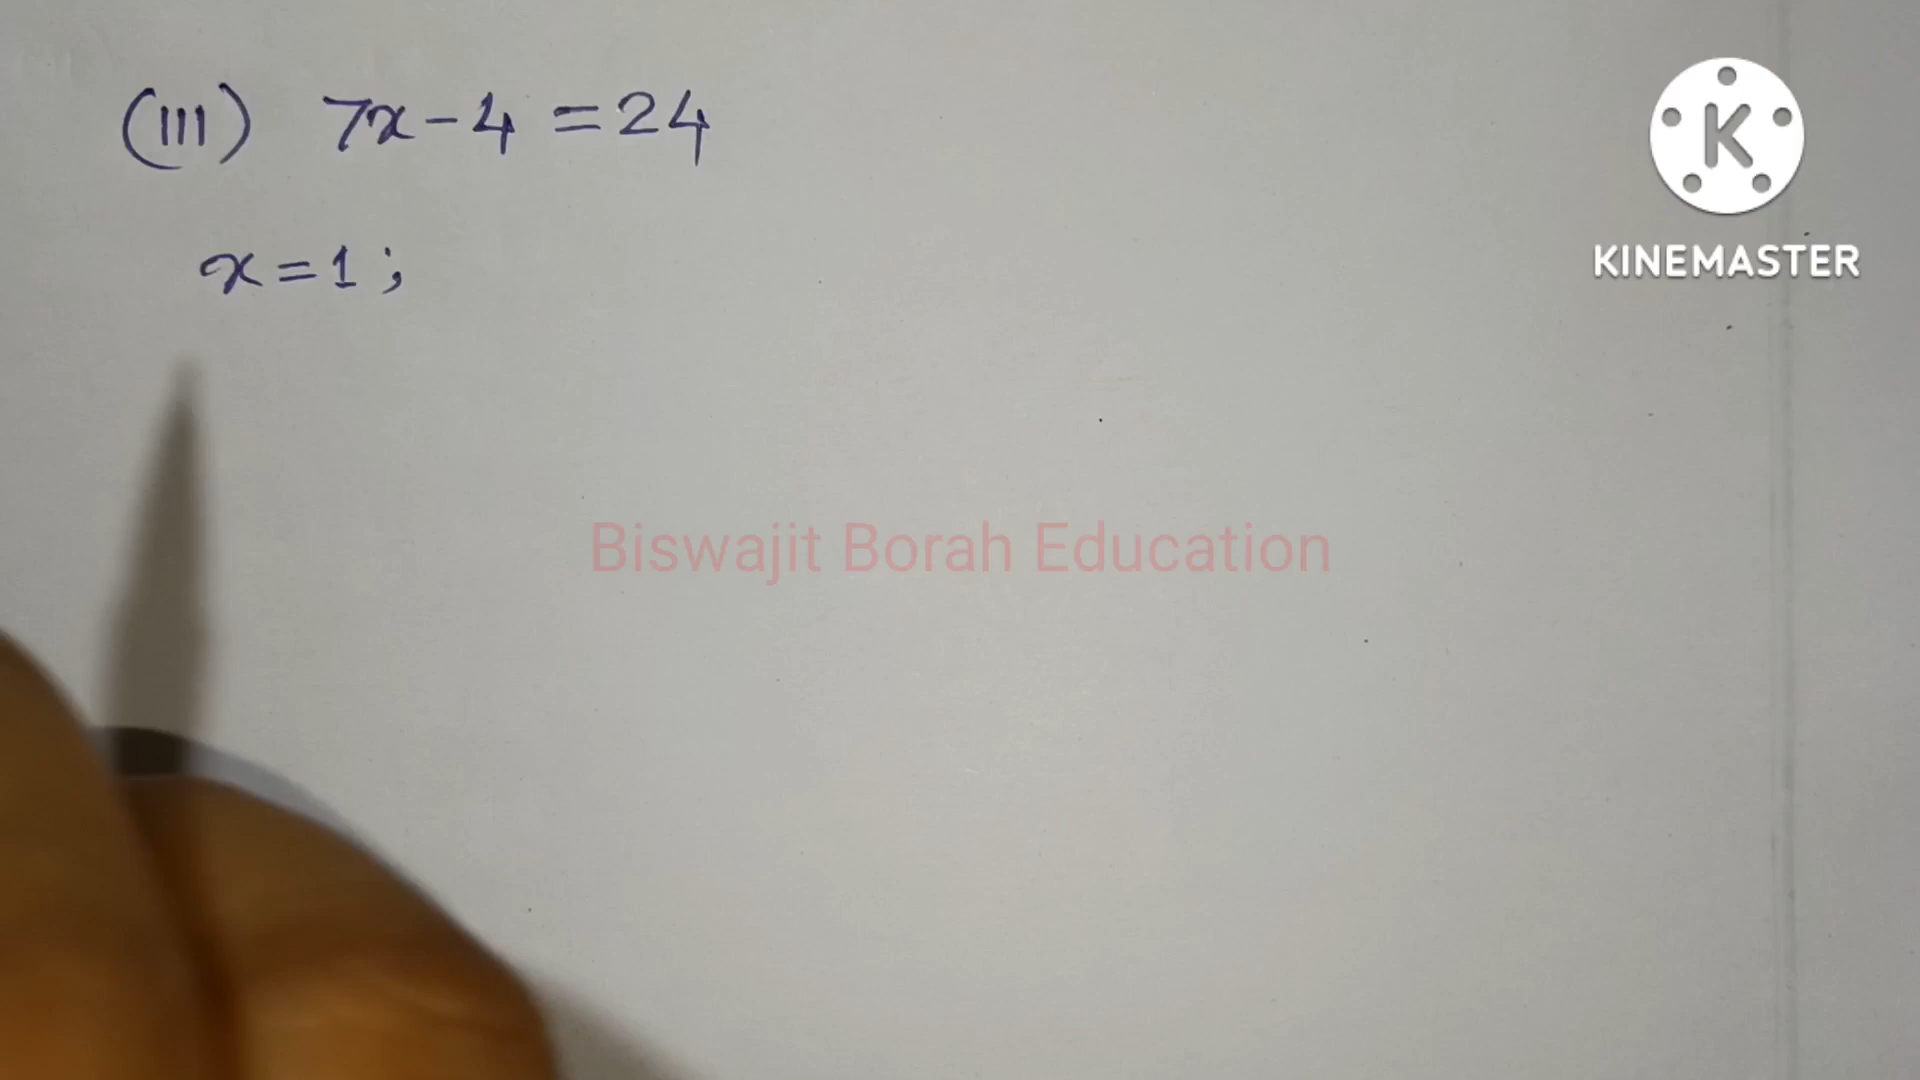 (III) 7x - 4 = 24
KINEMASTER
x = 1 ;
Biswajit Borah Education